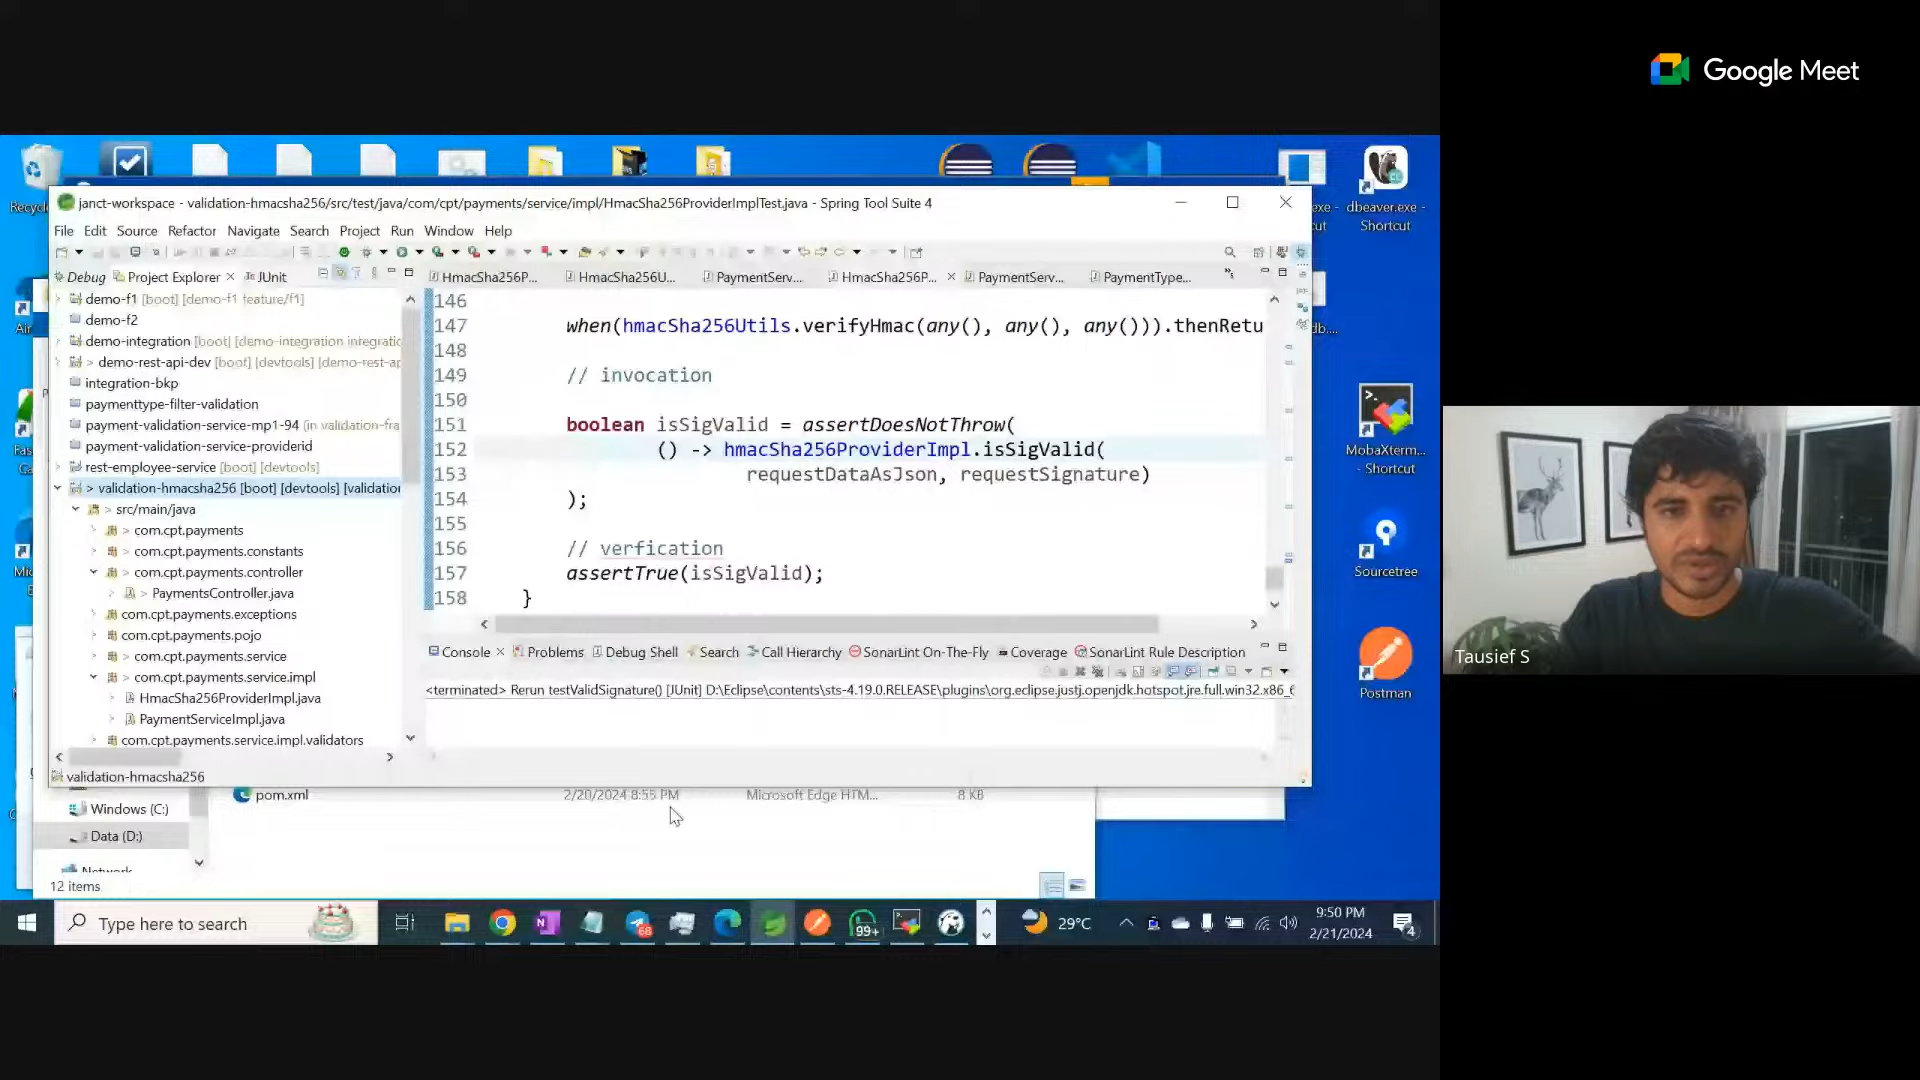 Google Meet
Recycl
dbeaver.exe -
Shortcut
janct-workspace - validation-hmacsha256/src/test/java/com/cpt/payments/service/impl/HmacSha256ProviderImplTest.java - Spring Tool Suite 4
File Edit Source Refactor Navigate Search Project Run Window Help
Debug Project Explorer JUnit
HmacSha256P... HmacSha256U... PaymentServ... HmacSha256P... PaymentServ... PaymentType...
demo-f1 [boot] [demo-f1 feature/f1]
demo-f2
demo-integration [boot] [demo-integration integratic
> demo-rest-api-dev [boot] [devtools] [demo-rest-ap
integration-bkp
paymenttype-filter-validation
payment-validation-service-mp1-94 (in validation-fra
payment-validation-service-providerid
rest-employee-service [boot] [devtools]
> validation-hmacsha256 [boot] [devtools] [validatio
> src/main/java
> com.cpt.payments
> com.cpt.payments.constants
> com.cpt.payments.controller
> PaymentsController.java
com.cpt.payments.exceptions
com.cpt.payments.pojo
> com.cpt.payments.service
> com.cpt.payments.service.impl
HmacSha256ProviderImpl.java
PaymentServiceImpl.java
com.cpt.payments.service.impl.validators
validation-hmacsha256
146
147 when(hmacSha256Utils.verifyHmac(any(), any(), any())).thenRetu
148
149 // invocation
150
151 boolean isSigValid = assertDoesNotThrow(
152 () -> hmacSha256ProviderImpl.isSigValid(
153 requestDataAsJson, requestSignature)
154 );
155
156 // verfication
157 assertTrue(isSigValid);
158 }
Console Problems Debug Shell Search Call Hierarchy SonarLint On-The-Fly Coverage SonarLint Rule Description
<terminated> Rerun testValidSignature() [JUnit] D:\Eclipse\contents\sts-4.19.0.RELEASE\plugins\org.eclipse.justj.openjdk.hotspot.jre.full.win32.x86_6
MobaXterm...
- Shortcut
Sourcetree
Postman
pom.xml 2/20/2024 8:55 PM Microsoft Edge HTM... 8 KB
Windows (C:)
Data (D:)
Network
12 items
Type here to search
68
99+
29°C
9:50 PM
2/21/2024
4
Tausief S